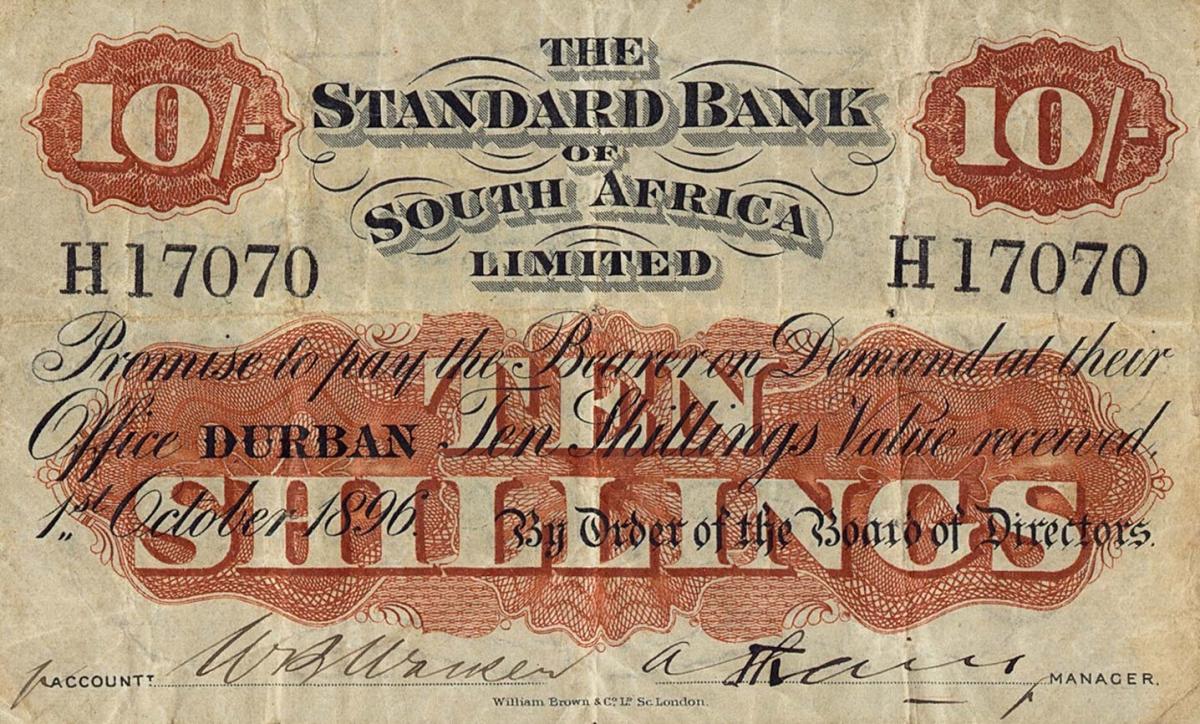 THE
STANDARD BANK
OF
SOUTH AFRICA
LIMITED
10/- 10/-
H17070 H17070
Promise to pay the Bearer on Demand at their
Office DURBAN Ten Shillings Value received.
1st October 1896.
By Order of the Board of Directors.
TEN
SHILLINGS
ACCOUNTT MANAGER.
William Brown & Co. Ld. Sc. London.